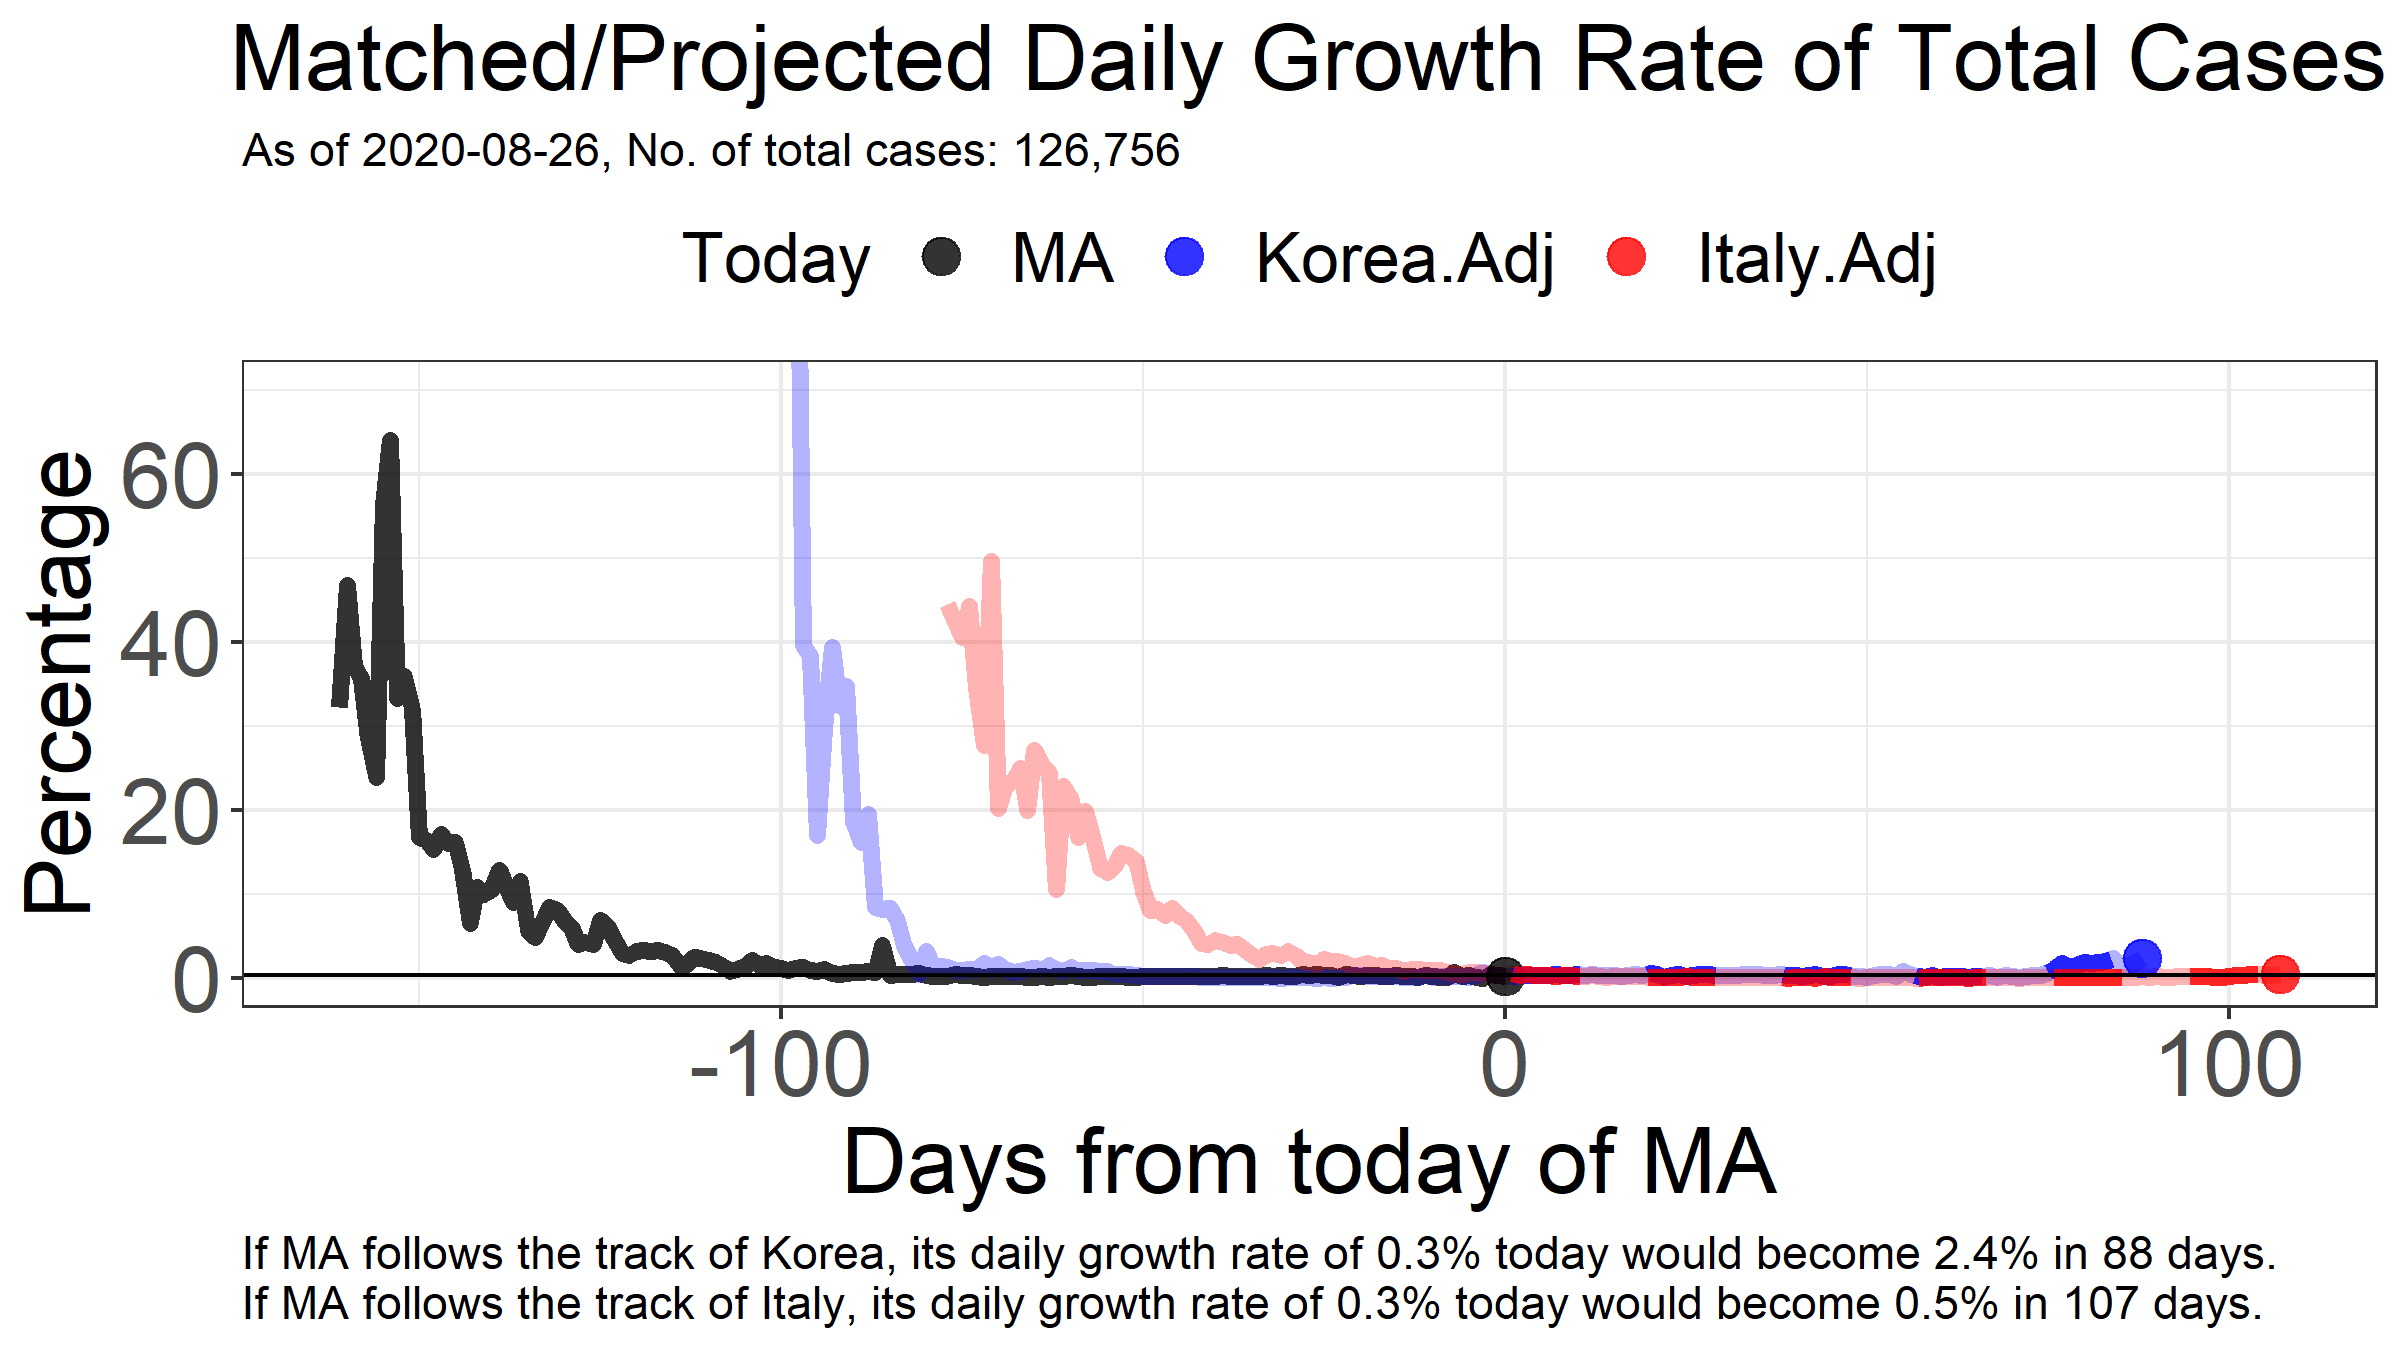 Matched/Projected Daily Growth Rate of Total Cases
As of 2020-08-26, No. of total cases: 126,756
Today MA Korea.Adj Italy.Adj
Percentage
60
40
20
0
-100 0 100
Days from today of MA
If MA follows the track of Korea, its daily growth rate of 0.3% today would become 2.4% in 88 days.
If MA follows the track of Italy, its daily growth rate of 0.3% today would become 0.5% in 107 days.